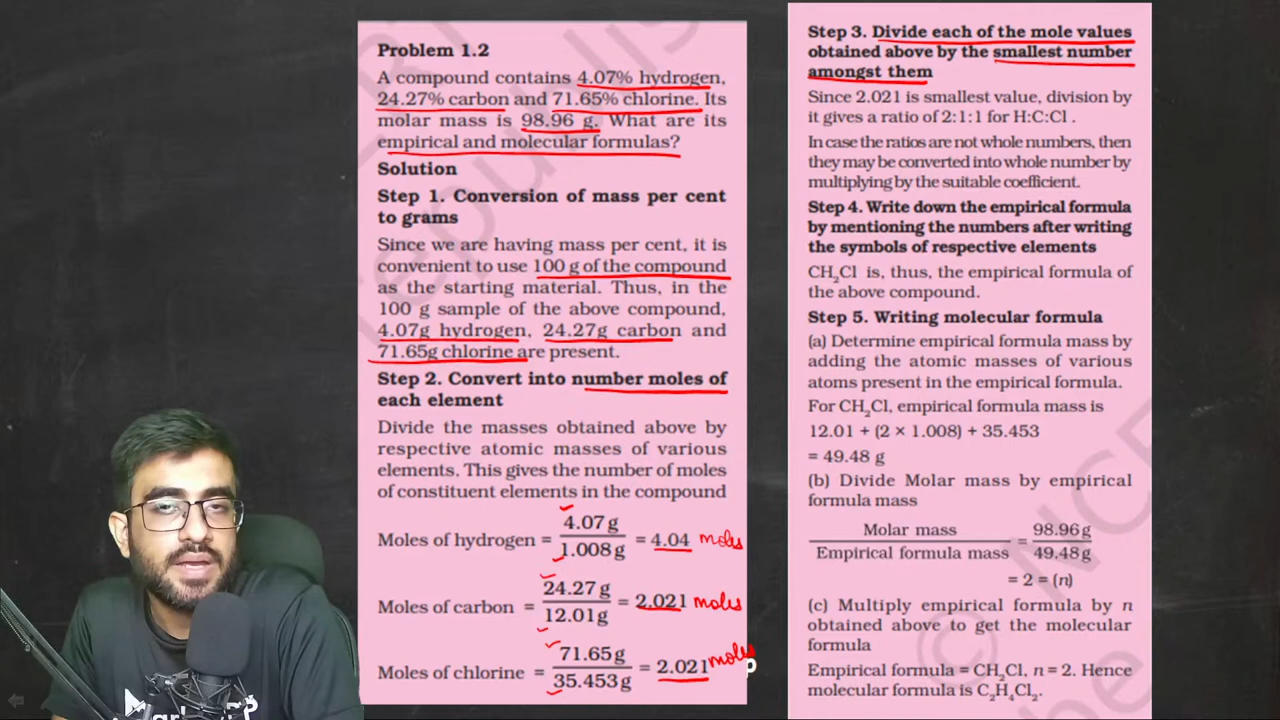 Problem 1.2
A compound contains 4.07% hydrogen,
24.27% carbon and 71.65% chlorine. Its
molar mass is 98.96 g. What are its
empirical and molecular formulas?
Solution
Step 1. Conversion of mass per cent
to grams
Since we are having mass per cent, it is
convenient to use 100 g of the compound
as the starting material. Thus, in the
100 g sample of the above compound,
4.07g hydrogen, 24.27g carbon and
71.65g chlorine are present.
Step 2. Convert into number moles of
each element
Divide the masses obtained above by
respective atomic masses of various
elements. This gives the number of moles
of constituent elements in the compound
Moles of hydrogen = 4.07 g / 1.008 g = 4.04 moles
Moles of carbon = 24.27 g / 12.01g = 2.021 moles
Moles of chlorine = 71.65 g / 35.453 g = 2.021 moles
Step 3. Divide each of the mole values
obtained above by the smallest number
amongst them
Since 2.021 is smallest value, division by
it gives a ratio of 2:1:1 for H:C:Cl .
In case the ratios are not whole numbers, then
they may be converted into whole number by
multiplying by the suitable coefficient.
Step 4. Write down the empirical formula
by mentioning the numbers after writing
the symbols of respective elements
CH₂Cl is, thus, the empirical formula of
the above compound.
Step 5. Writing molecular formula
(a) Determine empirical formula mass by
adding the atomic masses of various
atoms present in the empirical formula.
For CH₂Cl, empirical formula mass is
12.01 + (2 × 1.008) + 35.453
= 49.48 g
(b) Divide Molar mass by empirical
formula mass
Molar mass / Empirical formula mass = 98.96 g / 49.48 g
= 2 = (n)
(c) Multiply empirical formula by n
obtained above to get the molecular
formula
Empirical formula = CH₂Cl, n = 2. Hence
molecular formula is C₂H₄Cl₂.